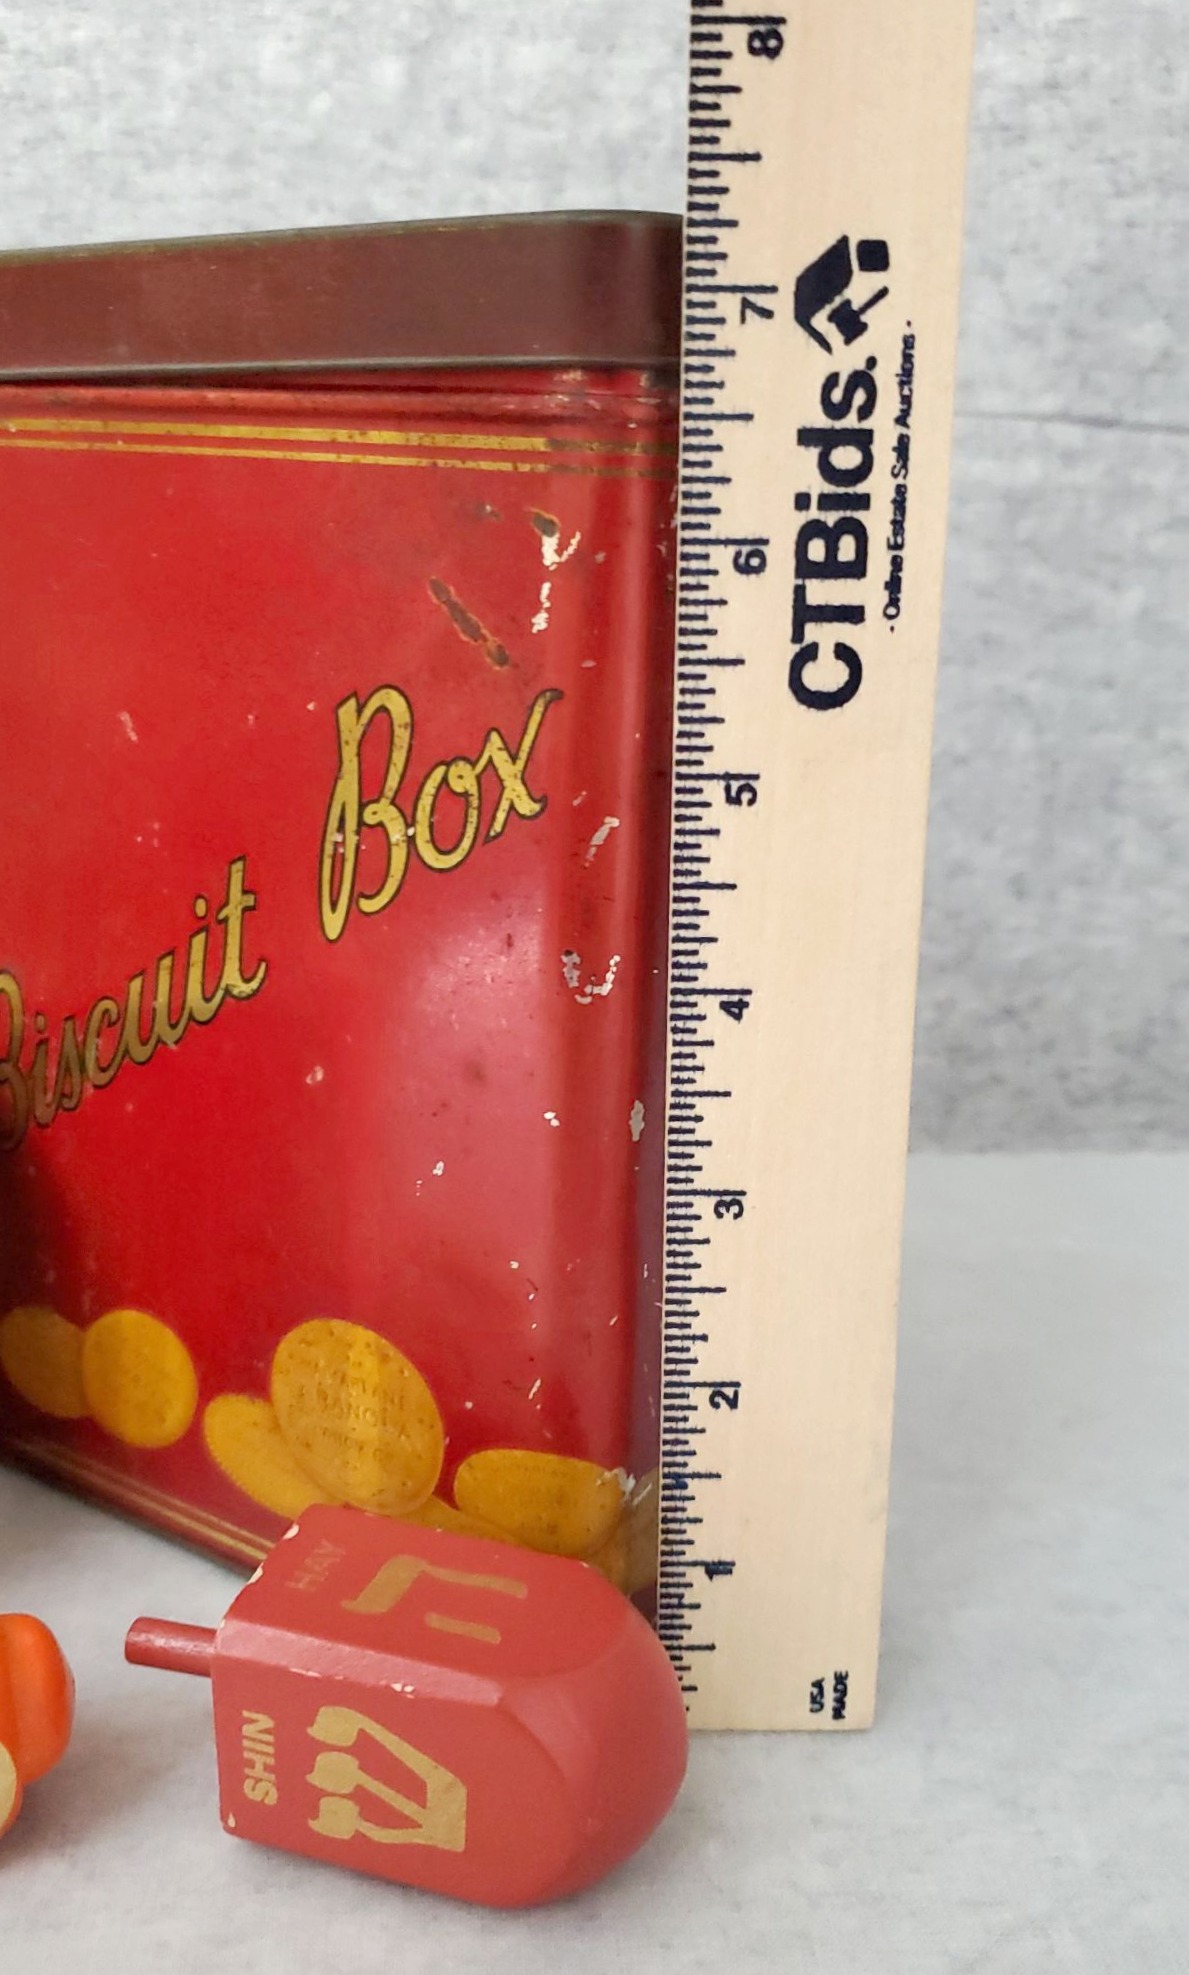 Biscuit Box
8
7
6
5
4
3
2
1
CTBids.
· Online Estate Sale Auctions ·
USA
MADE
HAY
ה
SHIN
ש